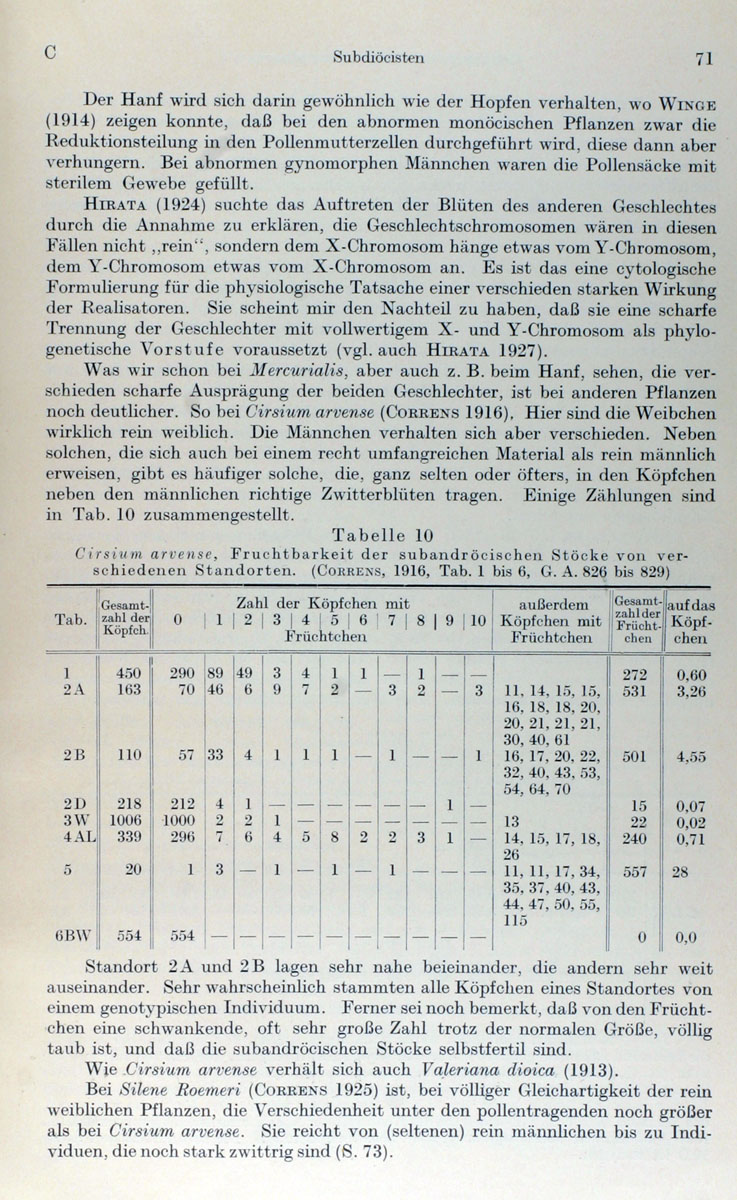 C Subdiöcisten 71
Der Hanf wird sich darin gewöhnlich wie der Hopfen verhalten, wo WINGE
(1914) zeigen konnte, daß bei den abnormen monöcischen Pflanzen zwar die
Reduktionsteilung in den Pollenmutterzellen durchgeführt wird, diese dann aber
verhungern. Bei abnormen gynomorphen Männchen waren die Pollensäcke mit
sterilem Gewebe gefüllt.
HIRATA (1924) suchte das Auftreten der Blüten des anderen Geschlechtes
durch die Annahme zu erklären, die Geschlechtschromosomen wären in diesen
Fällen nicht „rein“, sondern dem X-Chromosom hänge etwas vom Y-Chromosom,
dem Y-Chromosom etwas vom X-Chromosom an. Es ist das eine cytologische
Formulierung für die physiologische Tatsache einer verschieden starken Wirkung
der Realisatoren. Sie scheint mir den Nachteil zu haben, daß sie eine scharfe
Trennung der Geschlechter mit vollwertigem X- und Y-Chromosom als phylo-
genetische Vorstufe voraussetzt (vgl. auch HIRATA 1927).
Was wir schon bei Mercurialis, aber auch z. B. beim Hanf, sehen, die ver-
schieden scharfe Ausprägung der beiden Geschlechter, ist bei anderen Pflanzen
noch deutlicher. So bei Cirsium arvense (CORRENS 1916). Hier sind die Weibchen
wirklich rein weiblich. Die Männchen verhalten sich aber verschieden. Neben
solchen, die sich auch bei einem recht umfangreichen Material als rein männlich
erweisen, gibt es häufiger solche, die, ganz selten oder öfters, in den Köpfchen
neben den männlichen richtige Zwitterblüten tragen. Einige Zählungen sind
in Tab. 10 zusammengestellt.
Tabelle 10
Cirsium arvense, Fruchtbarkeit der subandröcischen Stöcke von ver-
schiedenen Standorten. (CORRENS, 1916, Tab. 1 bis 6, G. A. 826 bis 829)
Gesamt- Zahl der Köpfchen mit außerdem Gesamt- auf das
Tab. zahl der 0 | 1 | 2 | 3 | 4 | 5 | 6 | 7 | 8 | 9 | 10 Köpfchen mit zahl der Frücht- Köpf-
Köpfch. Früchtchen Früchtchen chen chen
1 450 290 89 49 3 4 1 1 — 1 — — 272 0,60
2A 163 70 46 6 9 7 2 — 3 2 — 3 11, 14, 15, 15, 531 3,26
16, 18, 18, 20,
20, 21, 21, 21,
30, 40, 61
2B 110 57 33 4 1 1 1 — 1 — — 1 16, 17, 20, 22, 501 4,55
32, 40, 43, 53,
54, 64, 70
2D 218 212 4 1 — — — — — — 1 — 15 0,07
3W 1006 1000 2 2 1 — — — — — — — 13 22 0,02
4AL 339 296 7 6 4 5 8 2 2 3 1 — 14, 15, 17, 18, 240 0,71
26
5 20 1 3 — 1 — 1 — 1 — — — 11, 11, 17, 34, 557 28
35, 37, 40, 43,
44, 47, 50, 55,
115
6BW 554 554 — — — — — — — — — — 0 0,0
Standort 2A und 2B lagen sehr nahe beieinander, die andern sehr weit
auseinander. Sehr wahrscheinlich stammten alle Köpfchen eines Standortes von
einem genotypischen Individuum. Ferner sei noch bemerkt, daß von den Frücht-
chen eine schwankende, oft sehr große Zahl trotz der normalen Größe, völlig
taub ist, und daß die subandröcischen Stöcke selbstfertil sind.
Wie Cirsium arvense verhält sich auch Valeriana dioica (1913).
Bei Silene Roemeri (CORRENS 1925) ist, bei völliger Gleichartigkeit der rein
weiblichen Pflanzen, die Verschiedenheit unter den pollentragenden noch größer
als bei Cirsium arvense. Sie reicht von (seltenen) rein männlichen bis zu Indi-
viduen, die noch stark zwittrig sind (S. 73).